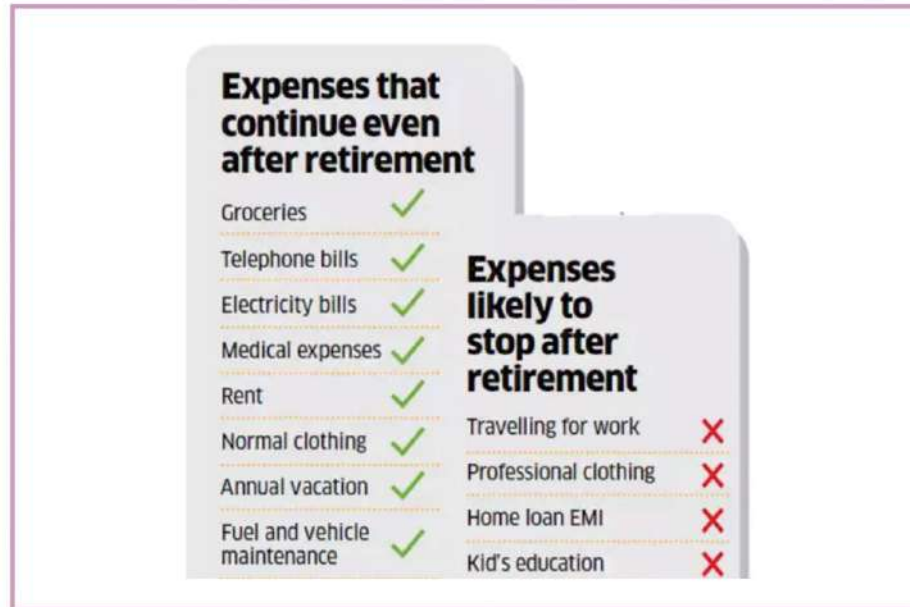 Expenses that
continue even
after retirement
Groceries
Telephone bills
Electricity bills
Medical expenses
Rent
Normal clothing
Annual vacation
Fuel and vehicle
maintenance
Expenses
likely to
stop after
retirement
Travelling for work
Professional clothing
Home loan EMI
Kid's education